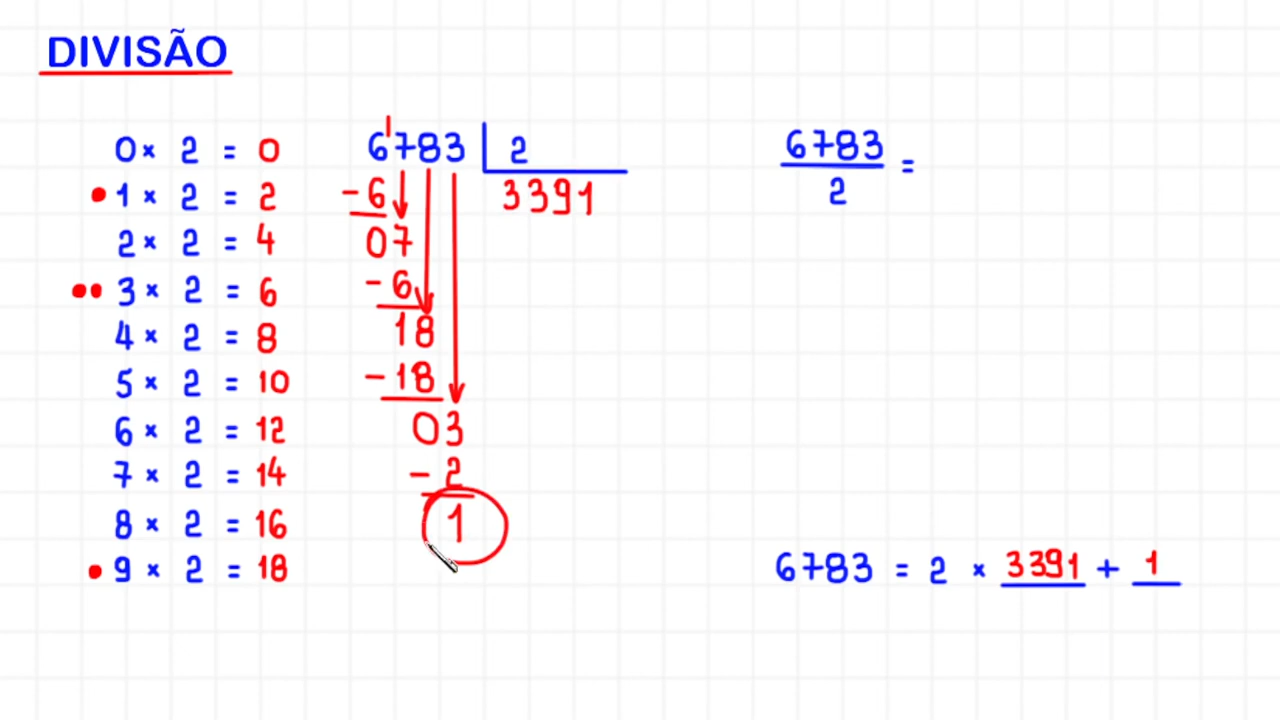 DIVISÃO
0 × 2 = 0
1 × 2 = 2
2 × 2 = 4
3 × 2 = 6
4 × 2 = 8
5 × 2 = 10
6 × 2 = 12
7 × 2 = 14
8 × 2 = 16
9 × 2 = 18
6783 2
-6 3391
07
-6
18
-18
03
-2
1
6783
2 =
6783 = 2 × 3391 + 1